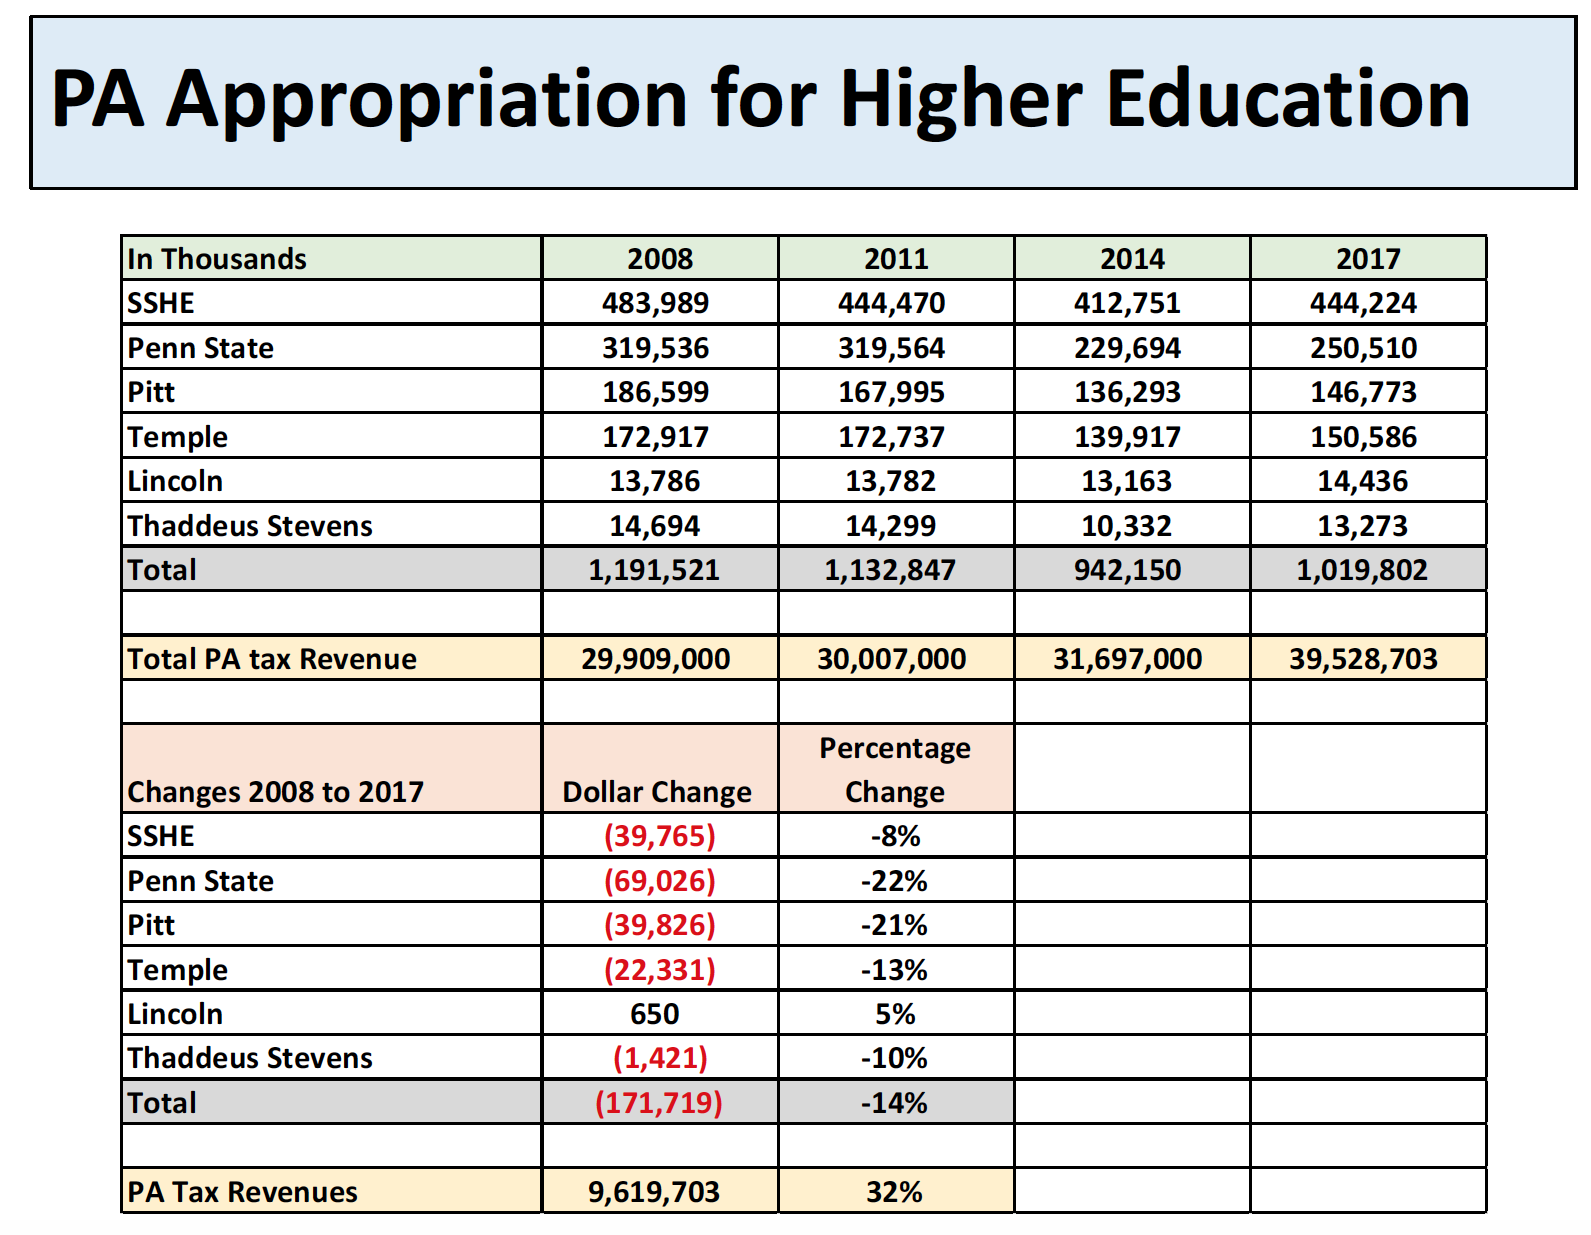 PA Appropriation for Higher Education
In Thousands 2008 2011 2014 2017
SSHE 483,989 444,470 412,751 444,224
Penn State 319,536 319,564 229,694 250,510
Pitt 186,599 167,995 136,293 146,773
Temple 172,917 172,737 139,917 150,586
Lincoln 13,786 13,782 13,163 14,436
Thaddeus Stevens 14,694 14,299 10,332 13,273
Total 1,191,521 1,132,847 942,150 1,019,802
Total PA tax Revenue 29,909,000 30,007,000 31,697,000 39,528,703
Percentage
Changes 2008 to 2017 Dollar Change Change
SSHE (39,765) -8%
Penn State (69,026) -22%
Pitt (39,826) -21%
Temple (22,331) -13%
Lincoln 650 5%
Thaddeus Stevens (1,421) -10%
Total (171,719) -14%
PA Tax Revenues 9,619,703 32%